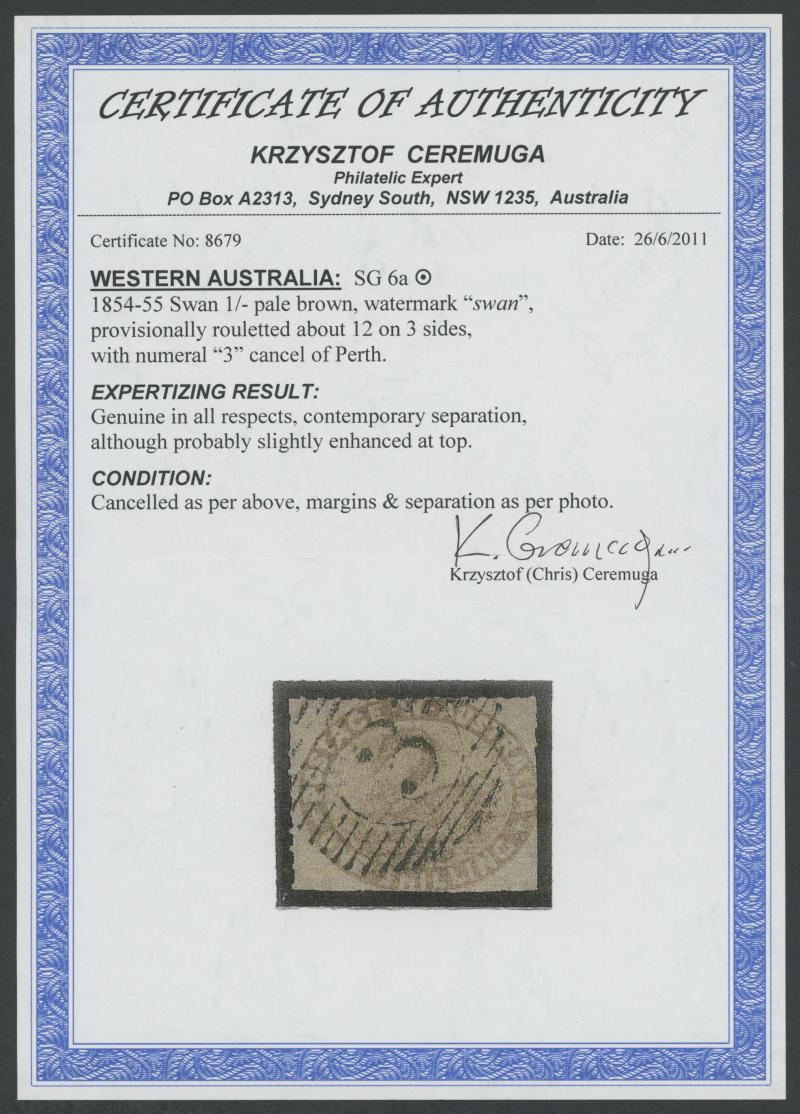 CERTIFICATE OF AUTHENTICITY
KRZYSZTOF CEREMUGA
Philatelic Expert
PO Box A2313, Sydney South, NSW 1235, Australia
Certificate No: 8679 Date: 26/6/2011
WESTERN AUSTRALIA: SG 6a ⊙
1854-55 Swan 1/- pale brown, watermark “swan”,
provisionally rouletted about 12 on 3 sides,
with numeral “3” cancel of Perth.
EXPERTIZING RESULT:
Genuine in all respects, contemporary separation,
although probably slightly enhanced at top.
CONDITION:
Cancelled as per above, margins & separation as per photo.
K. Ceremuga
Krzysztof (Chris) Ceremuga
3